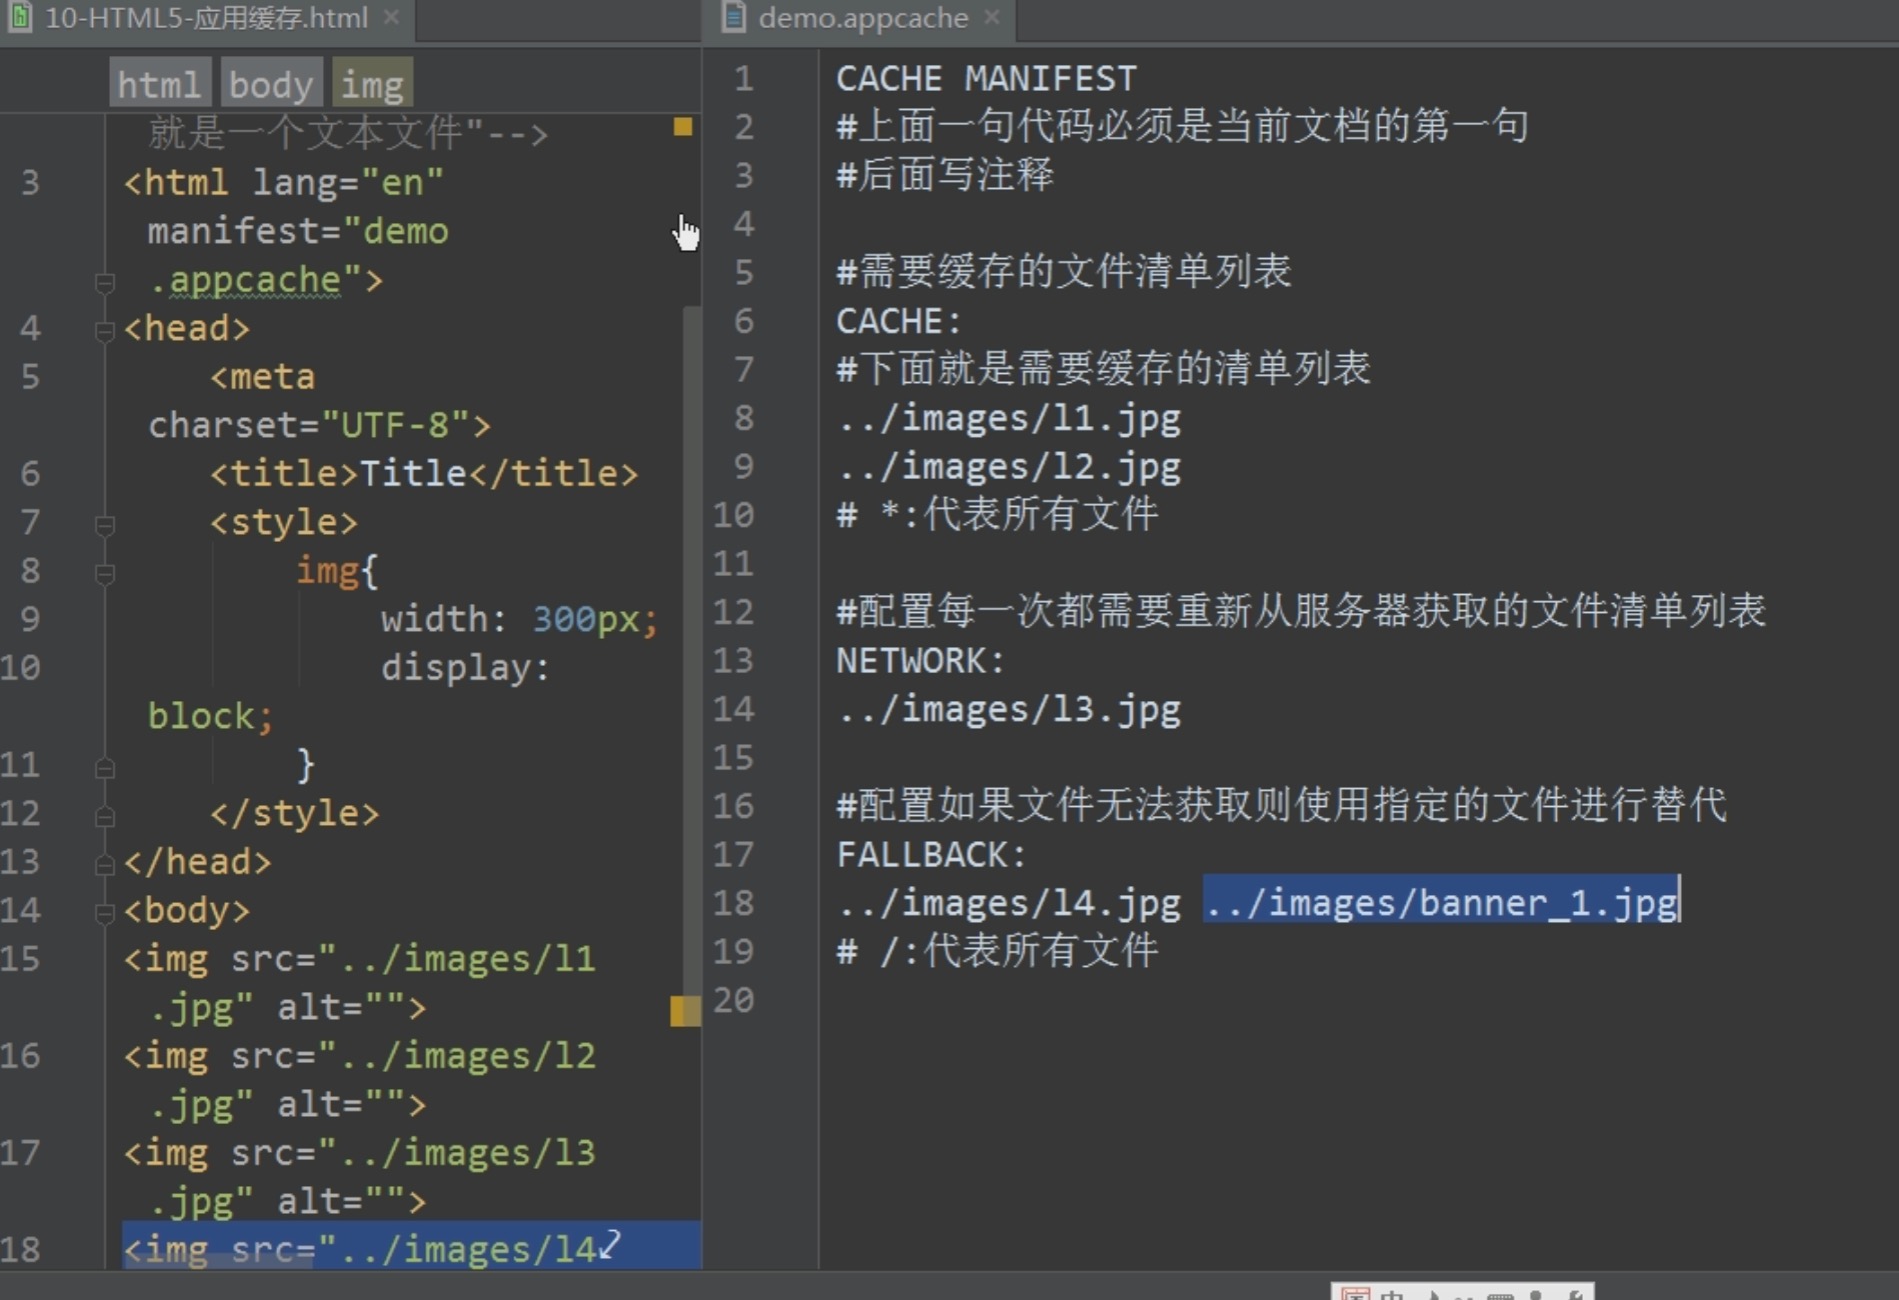 10-HTML5-应用缓存.html
demo.appcache
html body img
就是一个文本文件"-->
3 <html lang="en"
manifest="demo
.appcache">
4 <head>
5 <meta
charset="UTF-8">
6 <title>Title</title>
7 <style>
8 img{
9 width: 300px;
10 display:
block;
11 }
12 </style>
13 </head>
14 <body>
15 <img src="../images/l1
.jpg" alt="">
16 <img src="../images/l2
.jpg" alt="">
17 <img src="../images/l3
.jpg" alt="">
18 <img src="../images/l4
1 CACHE MANIFEST
2 #上面一句代码必须是当前文档的第一句
3 #后面写注释
4
5 #需要缓存的文件清单列表
6 CACHE:
7 #下面就是需要缓存的清单列表
8 ../images/l1.jpg
9 ../images/l2.jpg
10 # *:代表所有文件
11
12 #配置每一次都需要重新从服务器获取的文件清单列表
13 NETWORK:
14 ../images/l3.jpg
15
16 #配置如果文件无法获取则使用指定的文件进行替代
17 FALLBACK:
18 ../images/l4.jpg ../images/banner_1.jpg
19 # /:代表所有文件
20